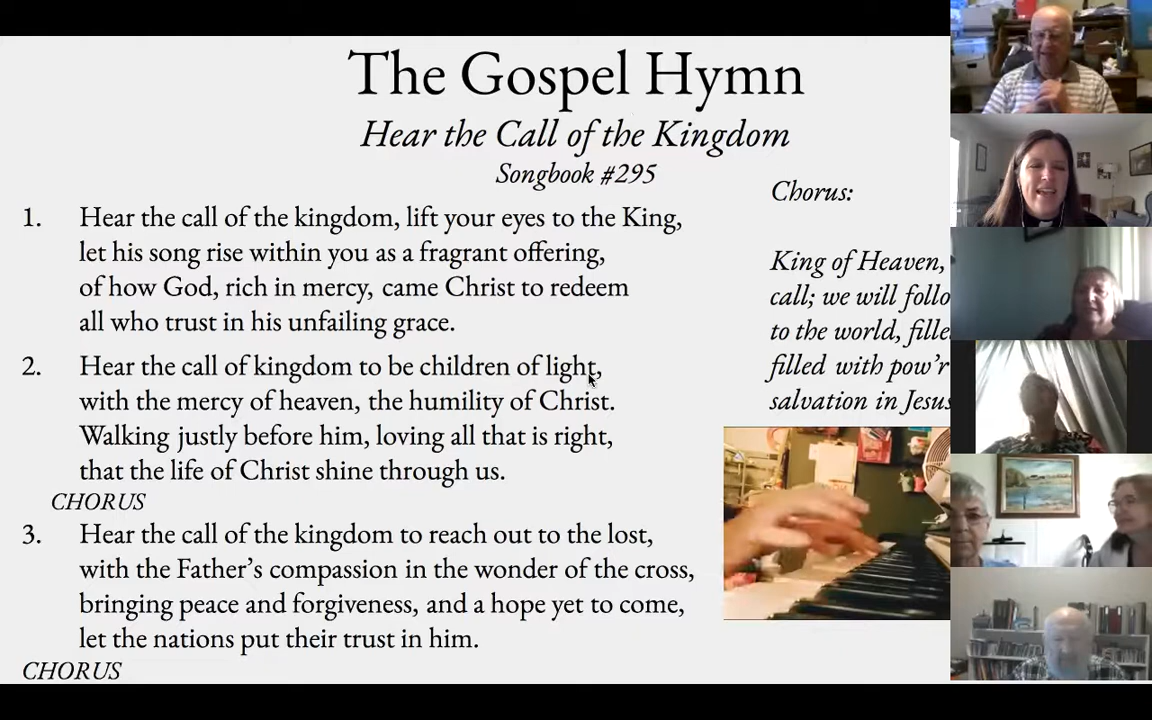 The Gospel Hymn
Hear the Call of the Kingdom
Songbook #295
1. Hear the call of the kingdom, lift your eyes to the King,
let his song rise within you as a fragrant offering,
of how God, rich in mercy, came Christ to redeem
all who trust in his unfailing grace.
2. Hear the call of kingdom to be children of light,
with the mercy of heaven, the humility of Christ.
Walking justly before him, loving all that is right,
that the life of Christ shine through us.
CHORUS
3. Hear the call of the kingdom to reach out to the lost,
with the Father's compassion in the wonder of the cross,
bringing peace and forgiveness, and a hope yet to come,
let the nations put their trust in him.
CHORUS
Chorus:
King of Heaven,
call; we will follo
to the world, fille
filled with pow'r
salvation in Jesus